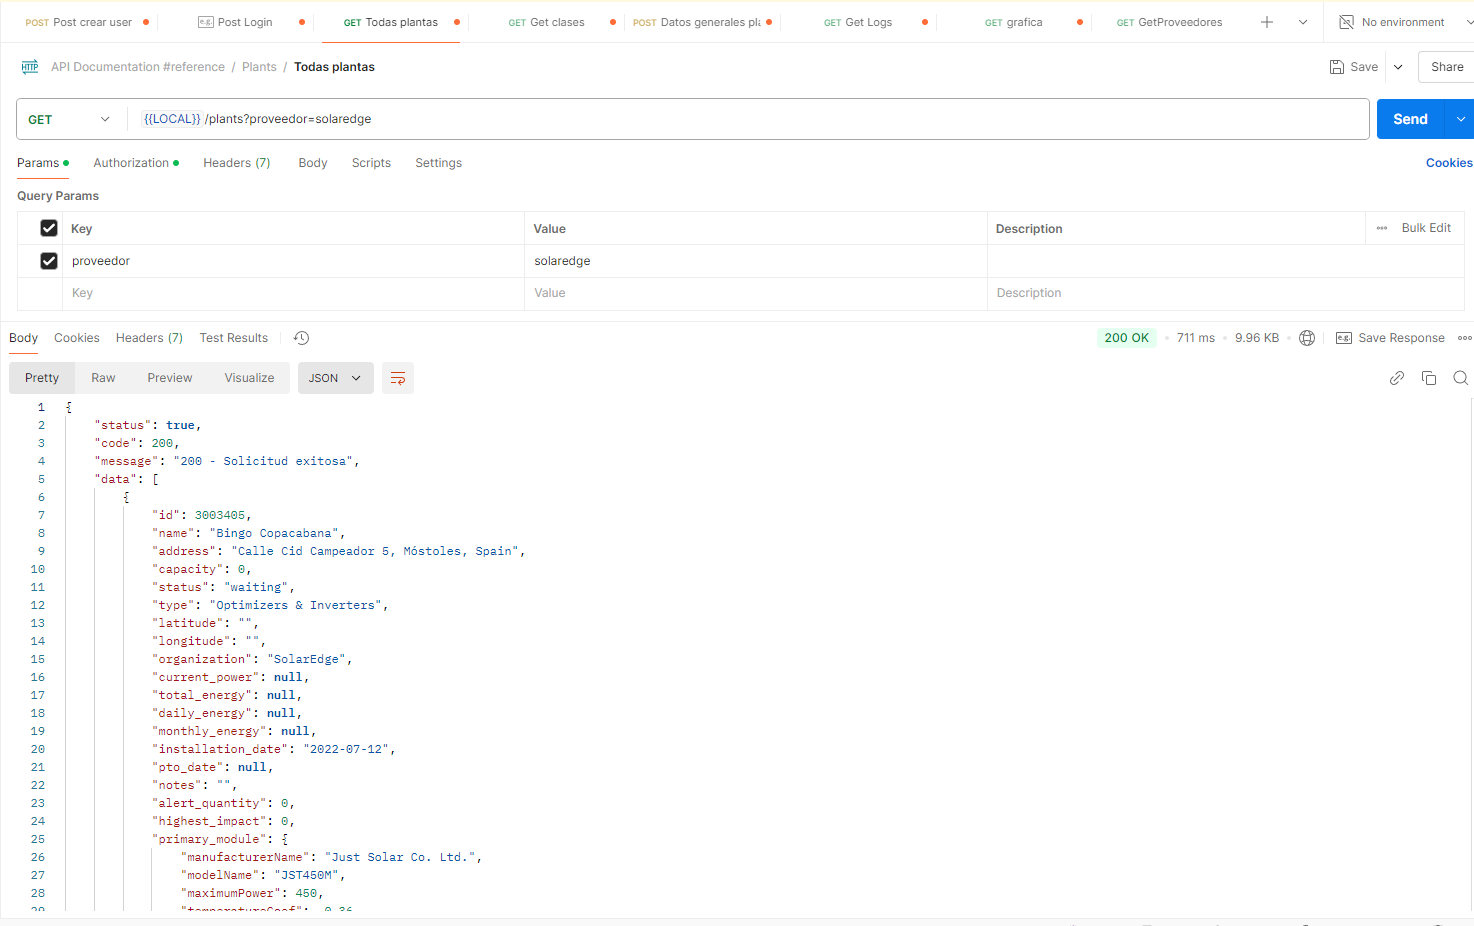 POST Post crear user e.g. Post Login GET Todas plantas GET Get clases POST Datos generales pl GET Get Logs GET grafica GET GetProveedores No environment
HTTP API Documentation #reference / Plants / Todas plantas Save Share
GET {{LOCAL}} /plants?proveedor=solaredge Send
Params Authorization Headers (7) Body Scripts Settings Cookies
Query Params
Key Value Description Bulk Edit
proveedor solaredge
Key Value Description
Body Cookies Headers (7) Test Results 200 OK 711 ms 9.96 KB e.g. Save Response
Pretty Raw Preview Visualize JSON
1 {
2 "status": true,
3 "code": 200,
4 "message": "200 - Solicitud exitosa",
5 "data": [
6 {
7 "id": 3003405,
8 "name": "Bingo Copacabana",
9 "address": "Calle Cid Campeador 5, Móstoles, Spain",
10 "capacity": 0,
11 "status": "waiting",
12 "type": "Optimizers & Inverters",
13 "latitude": "",
14 "longitude": "",
15 "organization": "SolarEdge",
16 "current_power": null,
17 "total_energy": null,
18 "daily_energy": null,
19 "monthly_energy": null,
20 "installation_date": "2022-07-12",
21 "pto_date": null,
22 "notes": "",
23 "alert_quantity": 0,
24 "highest_impact": 0,
25 "primary_module": {
26 "manufacturerName": "Just Solar Co. Ltd.",
27 "modelName": "JST450M",
28 "maximumPower": 450,
29 "temperatureCoef":